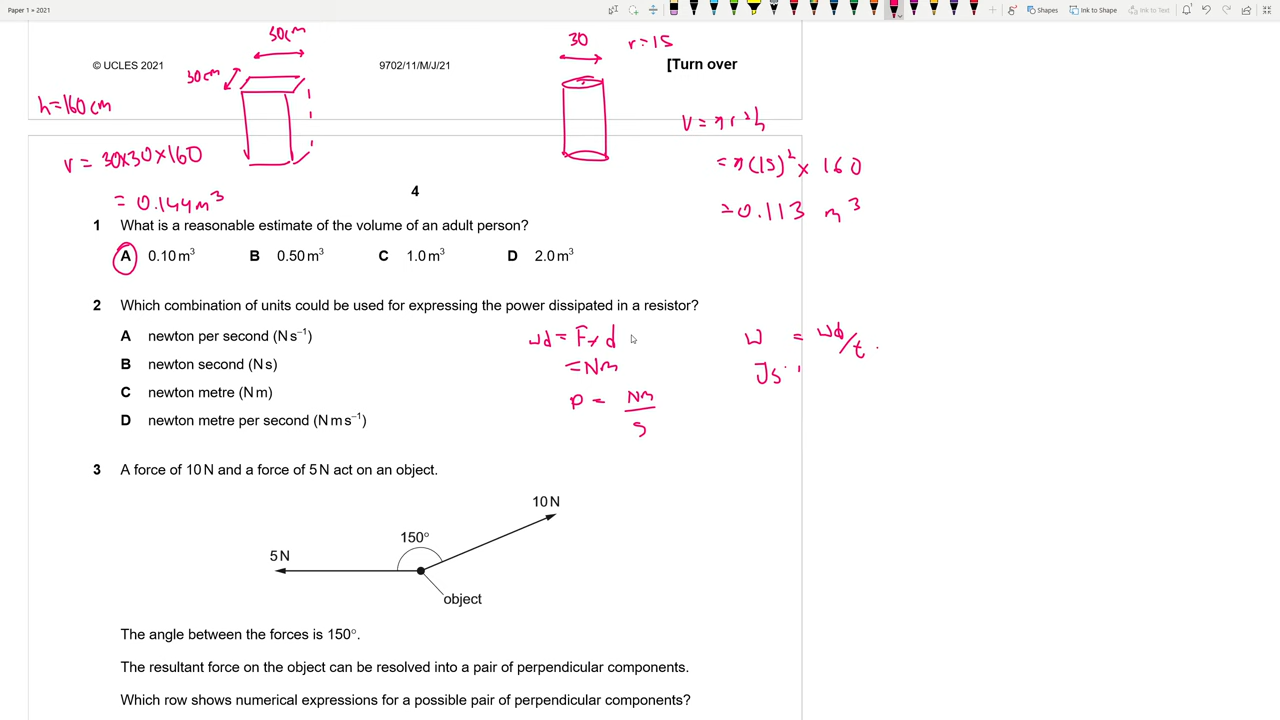 Paper 1 » 2021
Shapes
Ink to Shape
Ink to Text
30cm
30cm
h=160cm
30
r=15
© UCLES 2021
9702/11/M/J/21
[Turn over
v = 30×30×160
= 0.144m³
V = πr²h
= π(15)² × 160
= 0.113 m³
4
1 What is a reasonable estimate of the volume of an adult person?
A 0.10 m³ B 0.50 m³ C 1.0 m³ D 2.0 m³
2 Which combination of units could be used for expressing the power dissipated in a resistor?
A newton per second (N s⁻¹)
B newton second (N s)
C newton metre (N m)
D newton metre per second (N m s⁻¹)
wd = F × d
= Nm
P = Nm/s
W = wd/t
Js⁻¹
3 A force of 10 N and a force of 5 N act on an object.
10 N
150°
5 N
object
The angle between the forces is 150°.
The resultant force on the object can be resolved into a pair of perpendicular components.
Which row shows numerical expressions for a possible pair of perpendicular components?